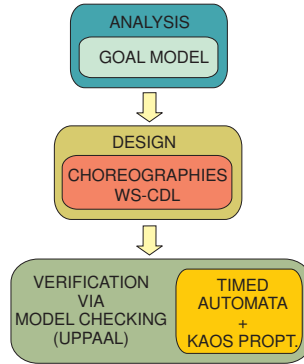 ANALYSIS
GOAL MODEL
DESIGN
CHOREOGRAPHIES
WS-CDL
VERIFICATION
VIA
MODEL CHECKING
(UPPAAL)
TIMED
AUTOMATA
+
KAOS PROPT.